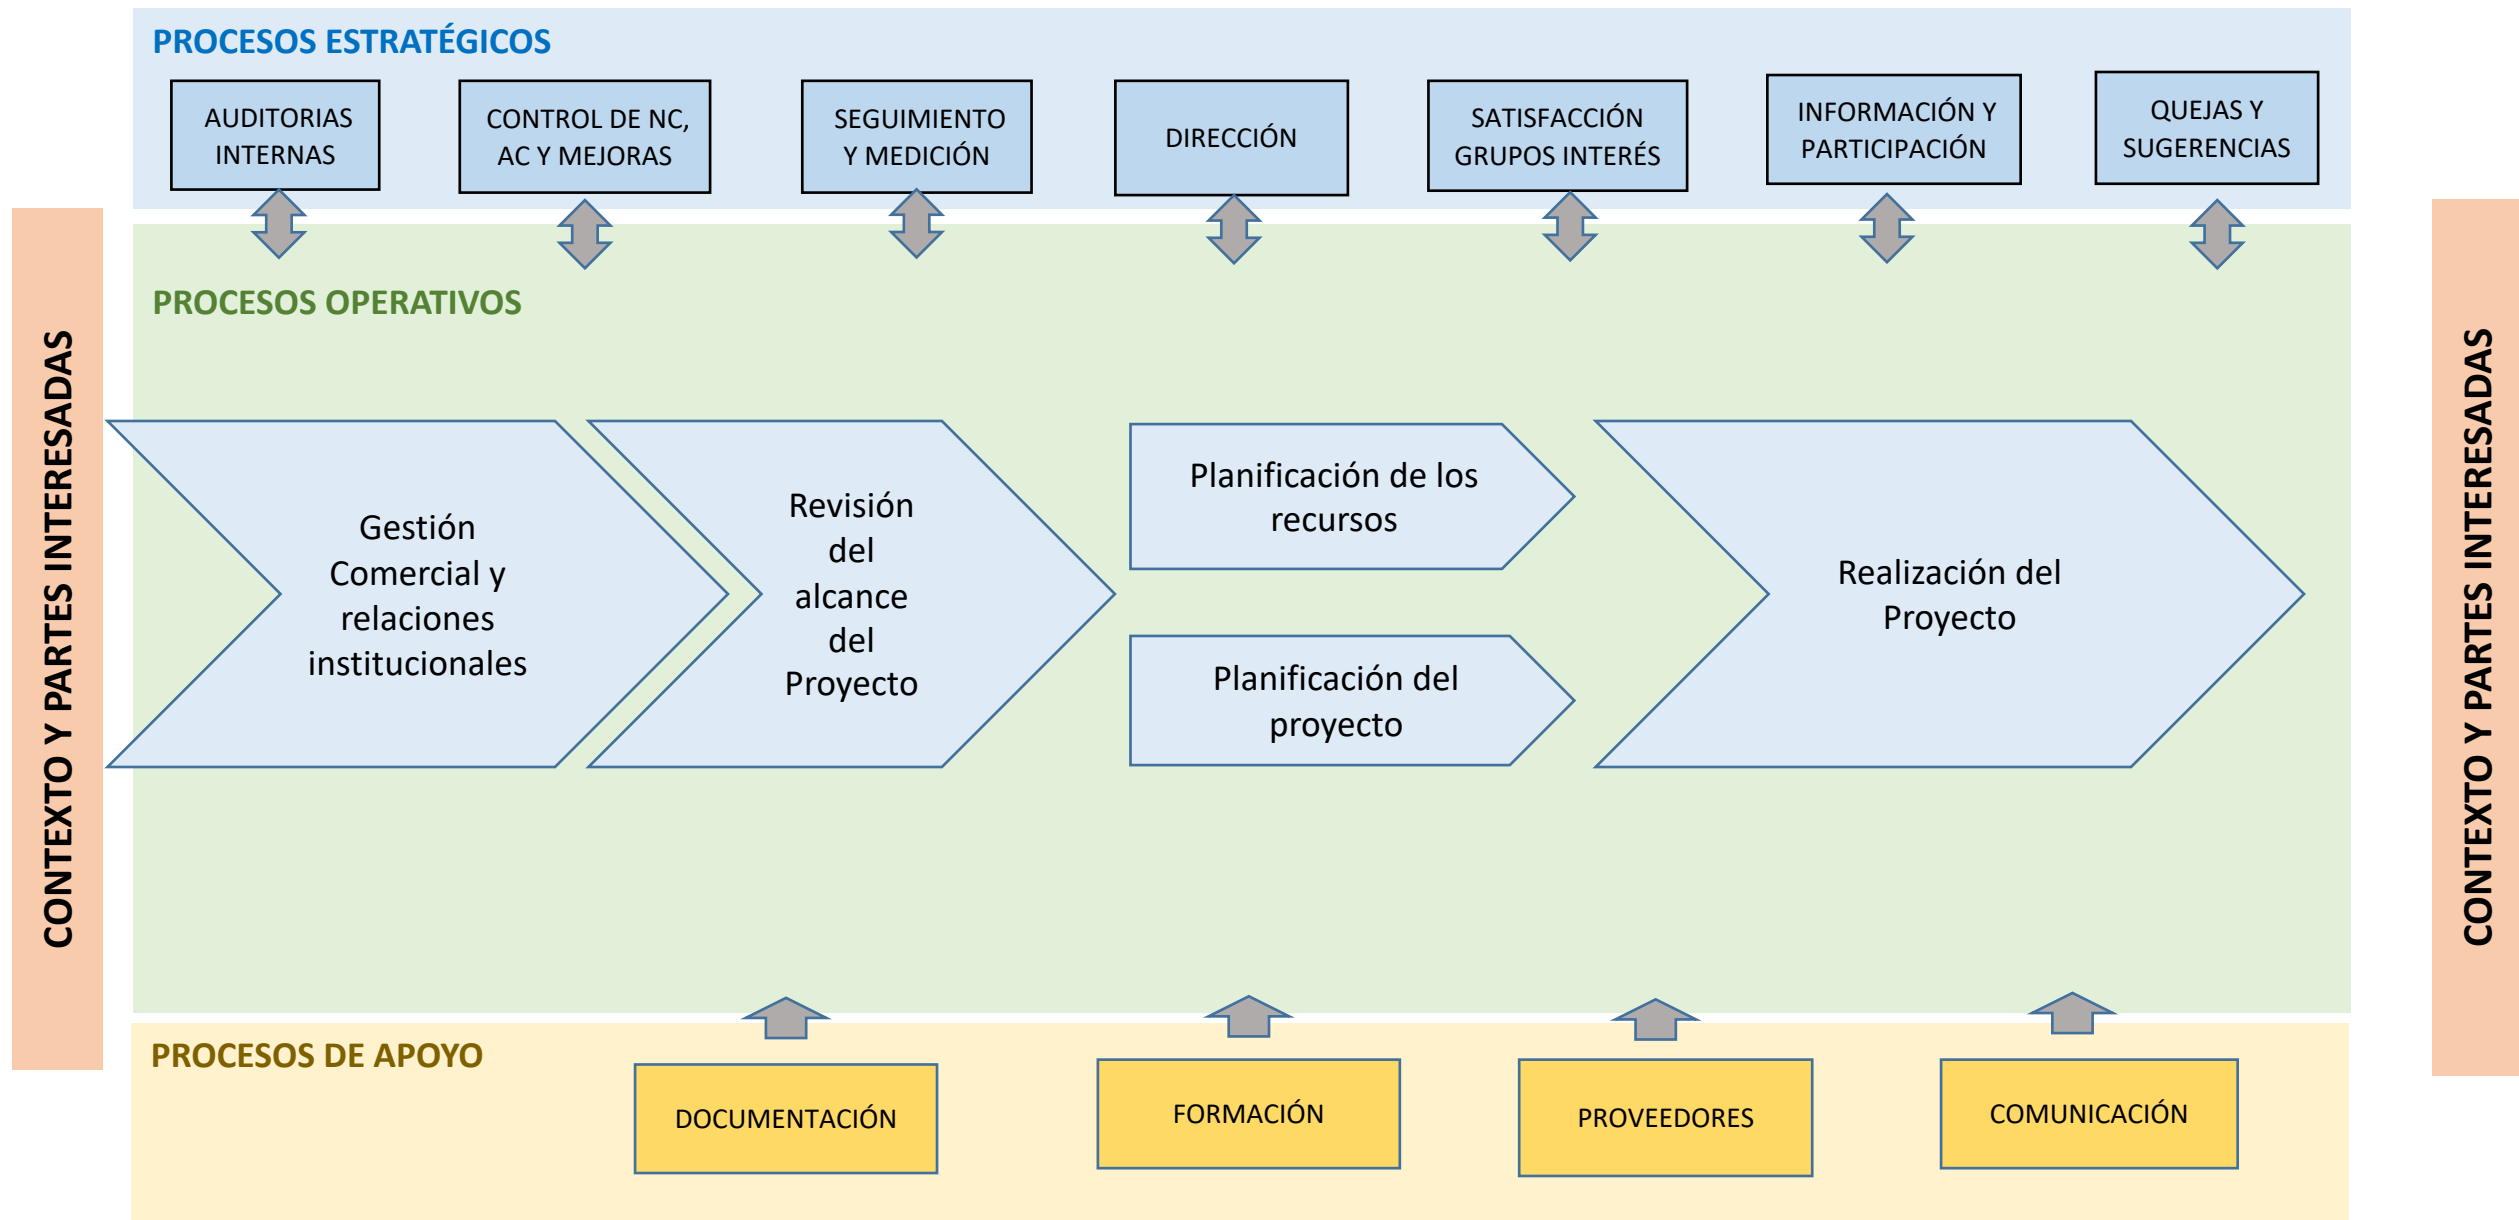 PROCESOS ESTRATÉGICOS
AUDITORIAS
INTERNAS
CONTROL DE NC,
AC Y MEJORAS
SEGUIMIENTO
Y MEDICIÓN
DIRECCIÓN
SATISFACCIÓN
GRUPOS INTERÉS
INFORMACIÓN Y
PARTICIPACIÓN
QUEJAS Y
SUGERENCIAS
CONTEXTO Y PARTES INTERESADAS
PROCESOS OPERATIVOS
Gestión
Comercial y
relaciones
institucionales
Revisión
del
alcance
del
Proyecto
Planificación de los
recursos
Planificación del
proyecto
Realización del
Proyecto
CONTEXTO Y PARTES INTERESADAS
PROCESOS DE APOYO
DOCUMENTACIÓN
FORMACIÓN
PROVEEDORES
COMUNICACIÓN